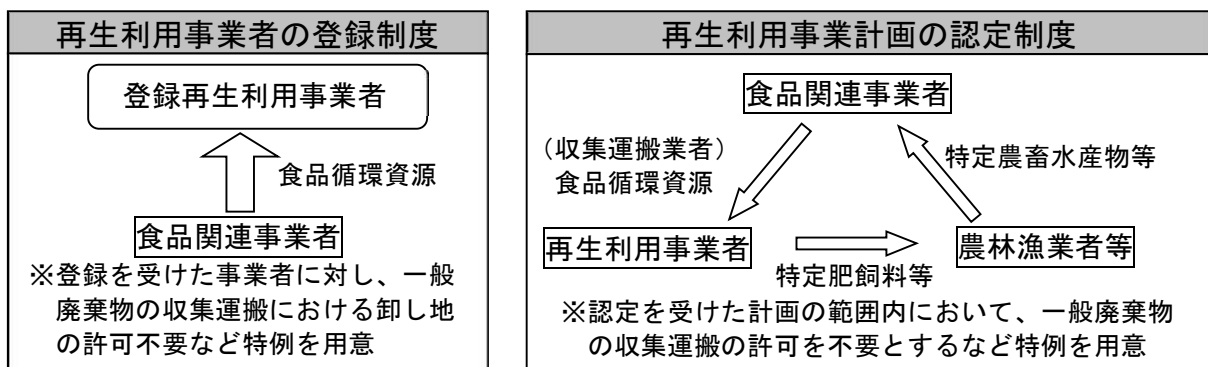 再生利用事業者の登録制度
登録再生利用事業者
食品循環資源
食品関連事業者
※登録を受けた事業者に対し、一般
廃棄物の収集運搬における卸し地
の許可不要など特例を用意
再生利用事業計画の認定制度
食品関連事業者
（収集運搬業者）
食品循環資源
特定農畜水産物等
再生利用事業者
特定肥飼料等
農林漁業者等
※認定を受けた計画の範囲内において、一般廃棄物
の収集運搬の許可を不要とするなど特例を用意